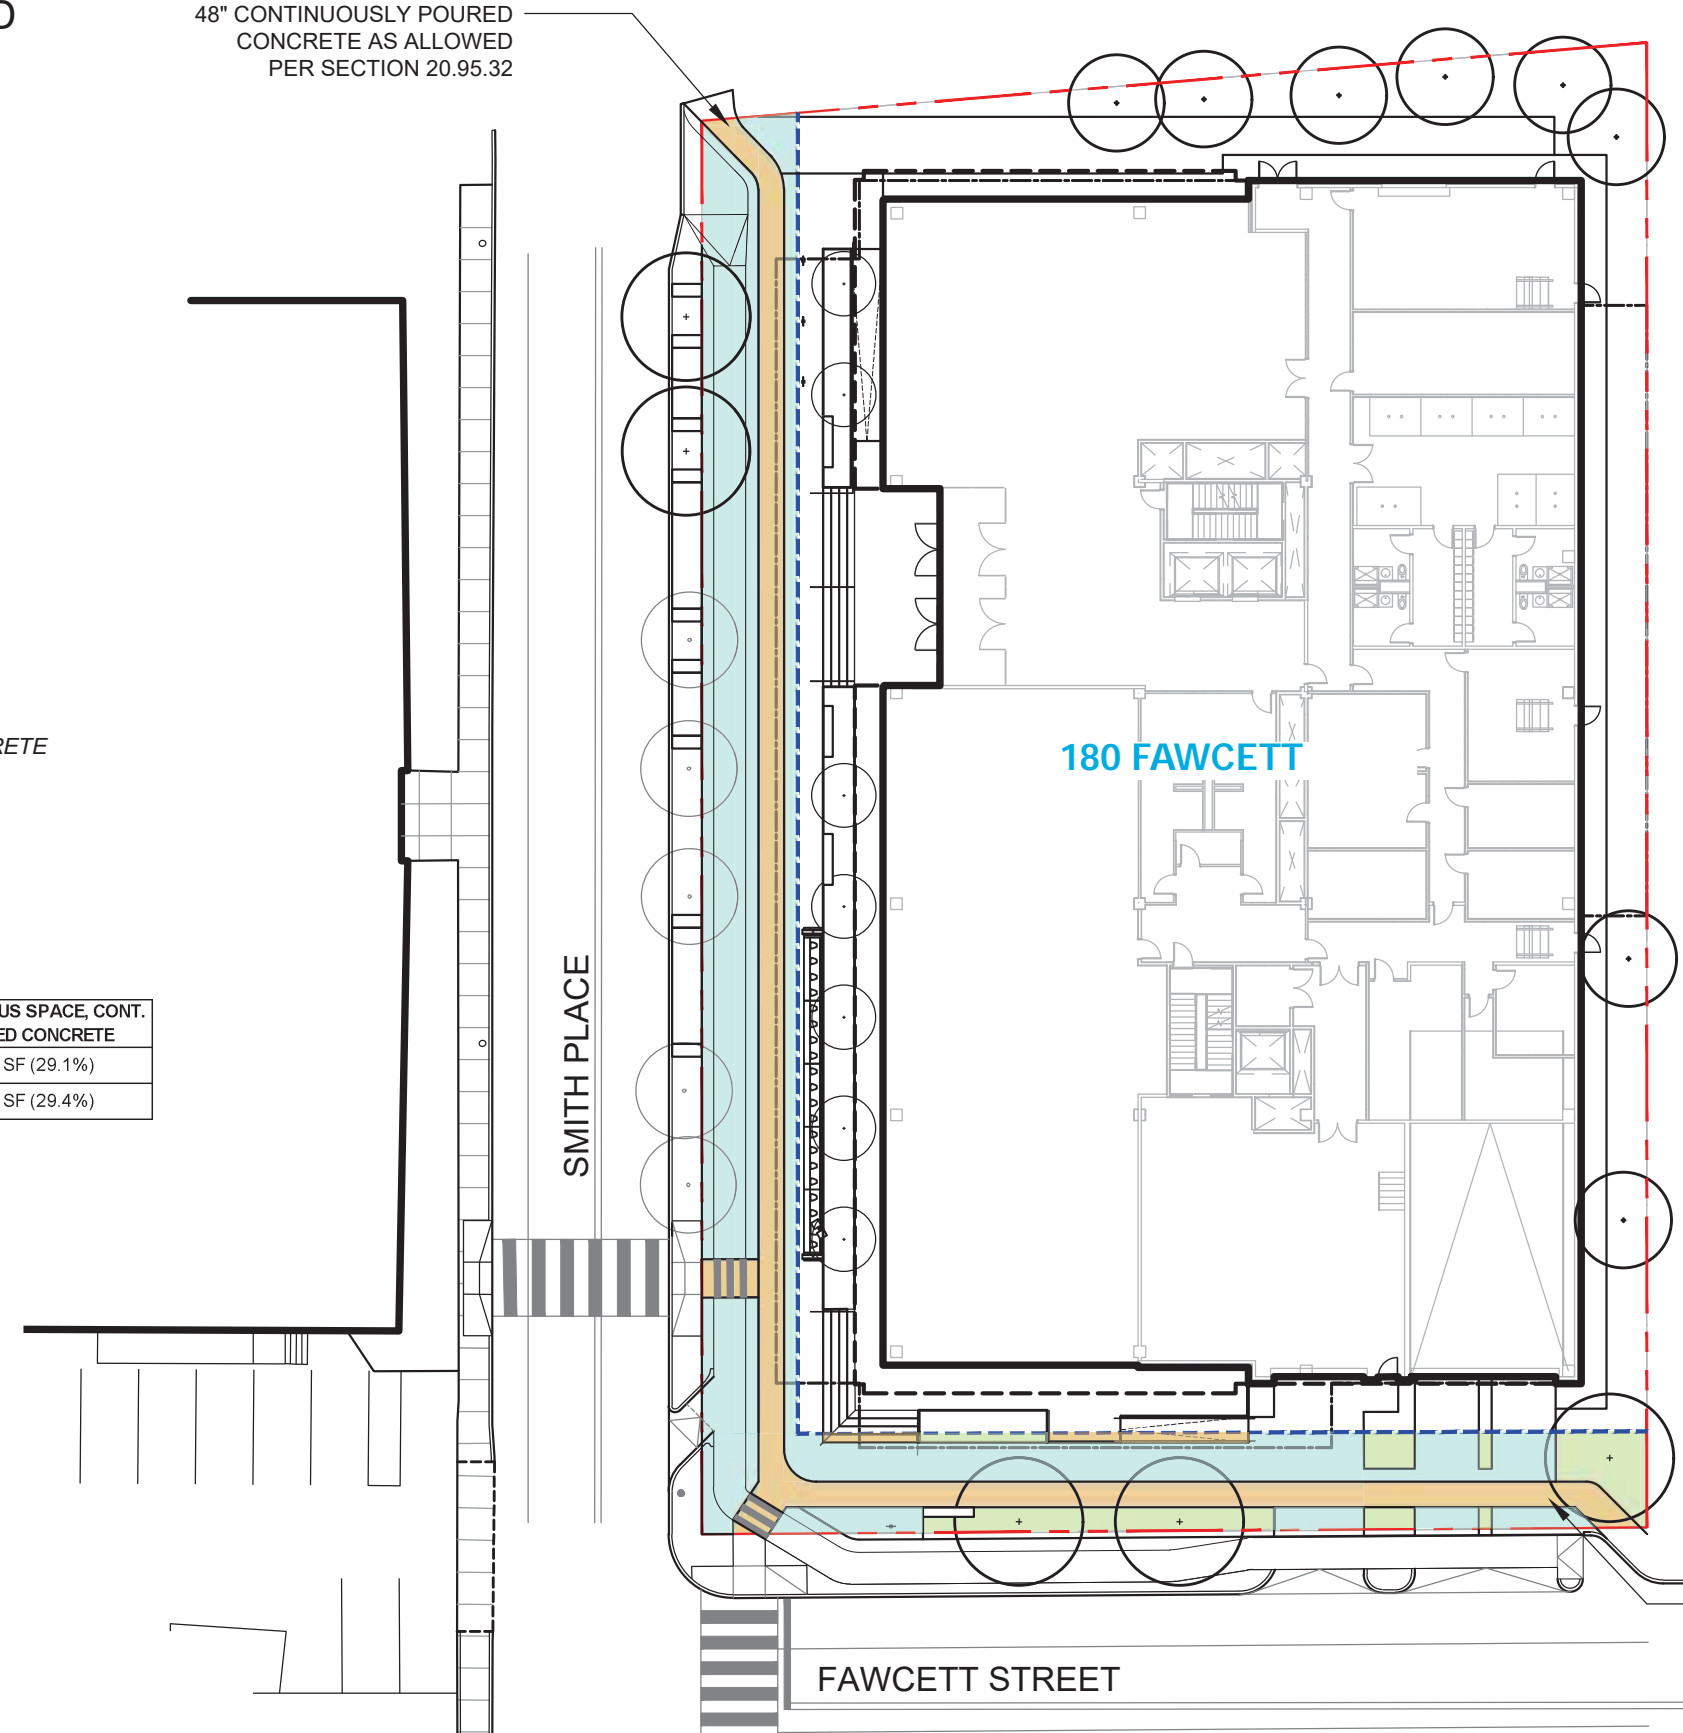 48" CONTINUOUSLY POURED
CONCRETE AS ALLOWED
PER SECTION 20.95.32
180 FAWCETT
RETE
US SPACE, CONT.
ED CONCRETE
SF (29.1%)
SF (29.4%)
SMITH PLACE
FAWCETT STREET